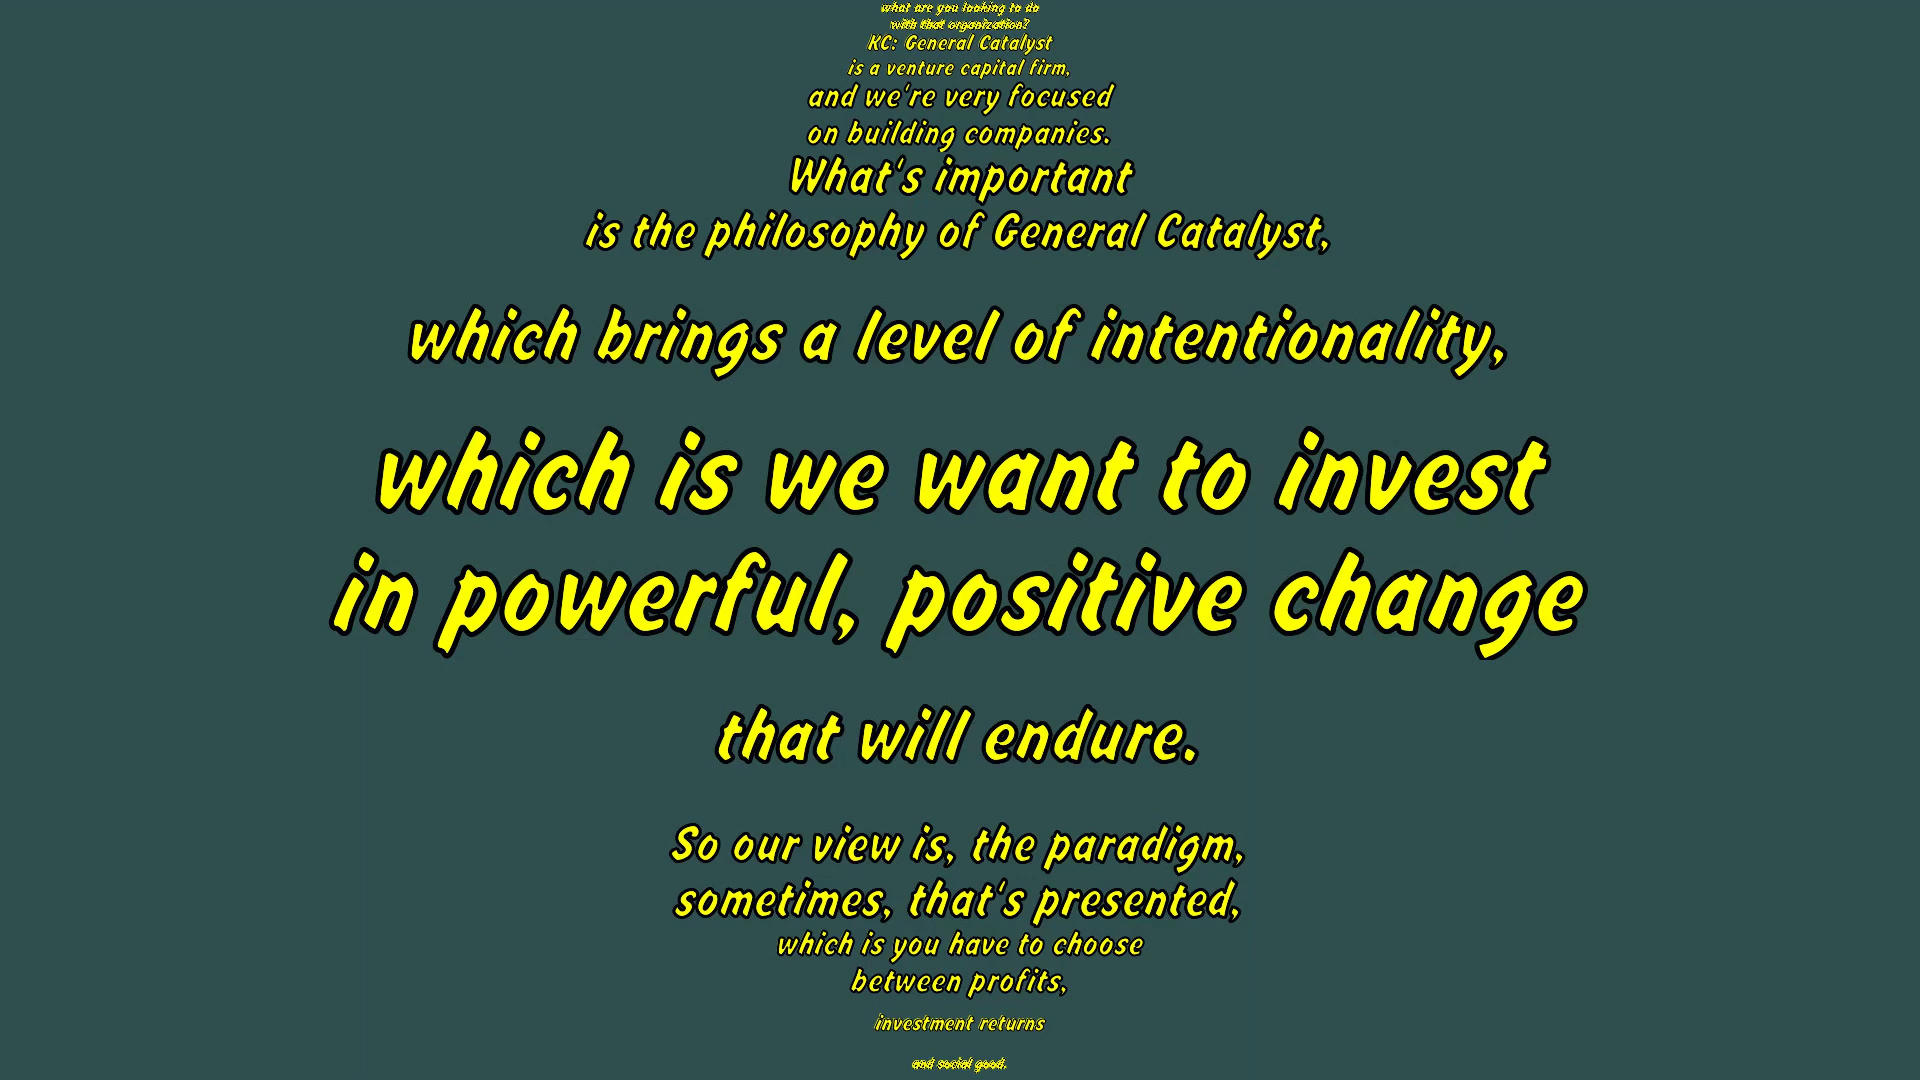 what are you looking to do
with that organization?
KC: General Catalyst
is a venture capital firm,
and we're very focused
on building companies.
What's important
is the philosophy of General Catalyst,
which brings a level of intentionality,
which is we want to invest
in powerful, positive change
that will endure.
So our view is, the paradigm,
sometimes, that's presented,
which is you have to choose
between profits,
investment returns
and social good.